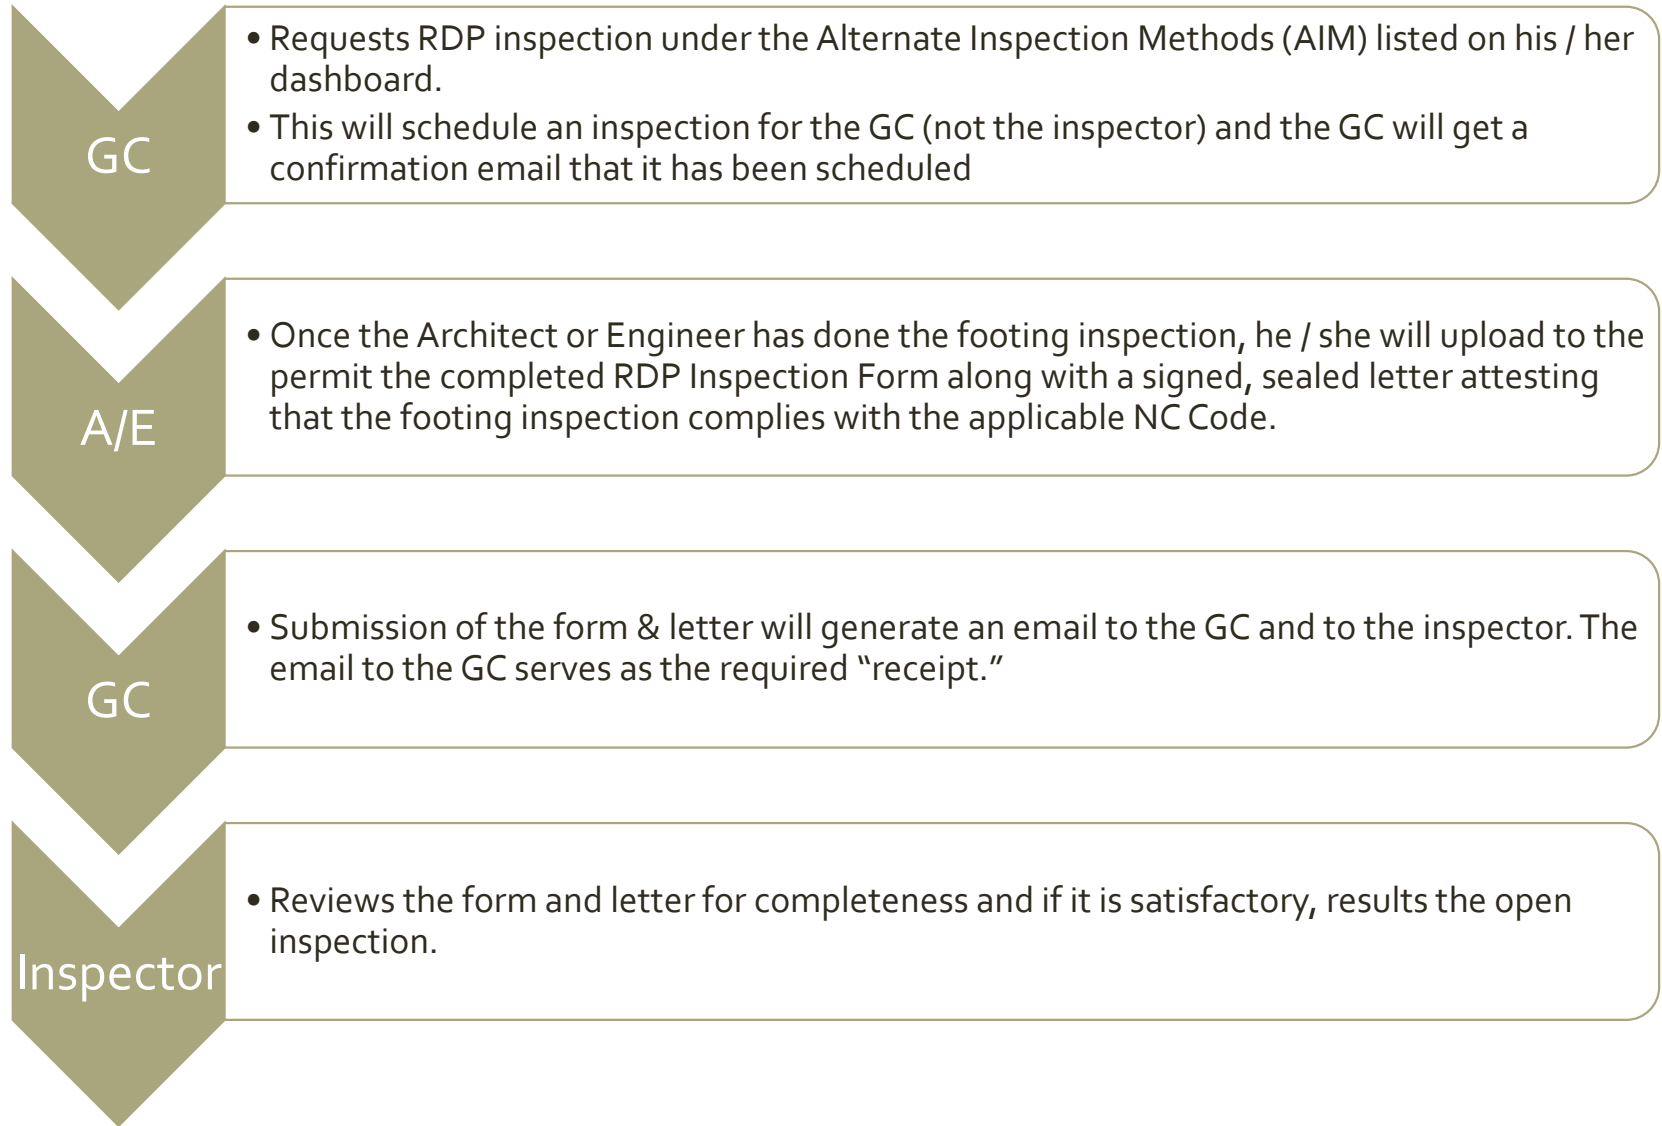 GC
• Requests RDP inspection under the Alternate Inspection Methods (AIM) listed on his / her
dashboard.
• This will schedule an inspection for the GC (not the inspector) and the GC will get a
confirmation email that it has been scheduled
A/E
• Once the Architect or Engineer has done the footing inspection, he / she will upload to the
permit the completed RDP Inspection Form along with a signed, sealed letter attesting
that the footing inspection complies with the applicable NC Code.
GC
• Submission of the form & letter will generate an email to the GC and to the inspector. The
email to the GC serves as the required “receipt.”
Inspector
• Reviews the form and letter for completeness and if it is satisfactory, results the open
inspection.